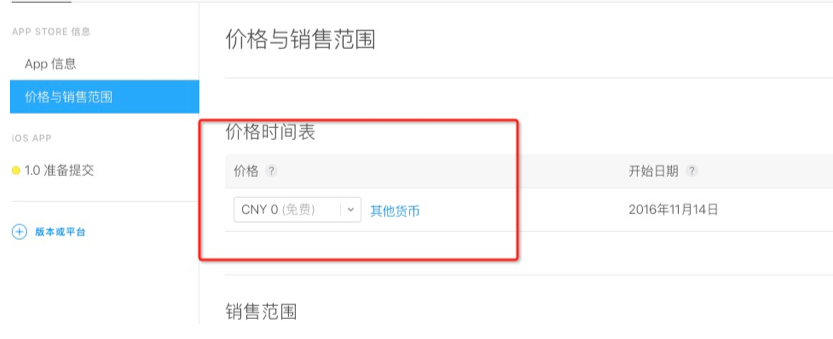 APP STORE 信息
App 信息
价格与销售范围
iOS APP
1.0 准备提交
版本或平台
价格与销售范围
价格时间表
价格 ? 开始日期 ?
CNY 0 (免费) 其他货币 2016年11月14日
销售范围